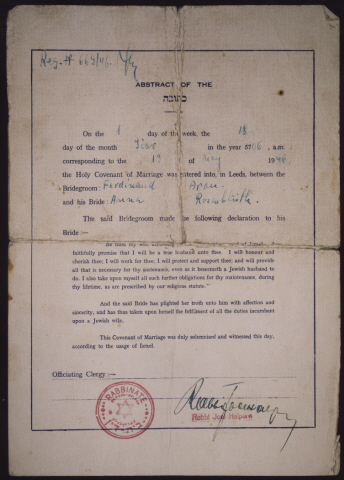 Reg. # 669/46.
ABSTRACT OF THE
כתובה
On the 1 day of the week, the 18
day of the mouth Iyar in the year 5706 a.m.
corresponding to the 19 of May 1946
the Holy Covenant of Marriage was entered into, in Leeds, between the
Bridegroom: Ferdinand
and his Bride: Anna
The said Bridegroom made the following declaration to his
Bride :—
faithfully promise that I will be a true husband unto thee. I will honour and
cherish thee; I will work for thee; I will protect and support thee; and will provide
all that is necessary for thy sustenance, even as it beseemeth a Jewish husband to
do. I also take upon myself all such further obligations for thy maintenance, during
thy lifetime, as are prescribed by our religious statute."
And the said Bride has plighted her troth unto him with affection and
sincerity, and has thus taken upon herself the fulfilment of all the duties incumbent
upon a Jewish wife.
This Covenant of Marriage was duly solemnized and witnessed this day,
according to the usage of Israel.
Officiating Clergy :—
RABBINATE
Rabbi Joel Halpern